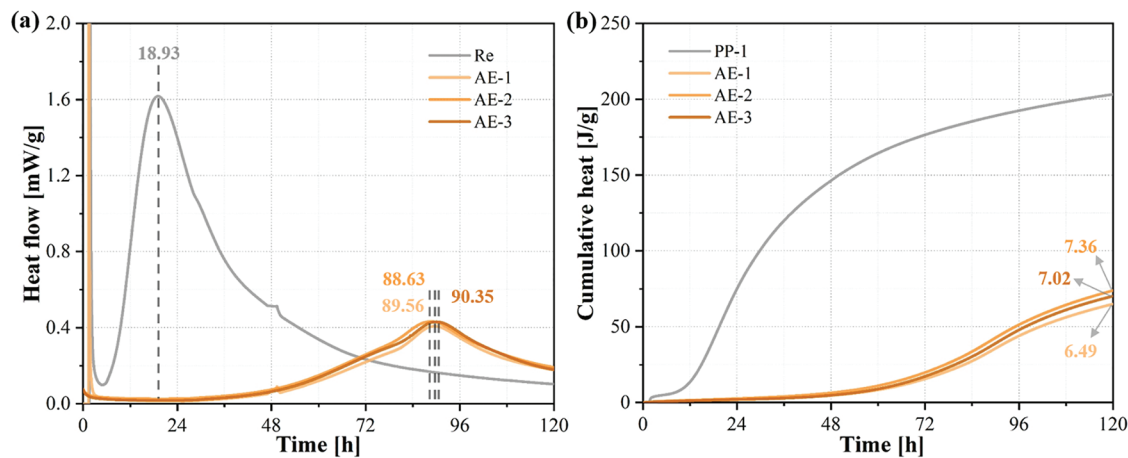 (a)
2.0
1.6
1.2
0.8
0.4
0.0
Heat flow [mW/g]
18.93
Re
AE-1
AE-2
AE-3
88.63
89.56
90.35
0
24
48
72
96
120
Time [h]
(b)
250
200
150
100
50
0
Cumulative heat [J/g]
PP-1
AE-1
AE-2
AE-3
7.36
7.02
6.49
0
24
48
72
96
120
Time [h]